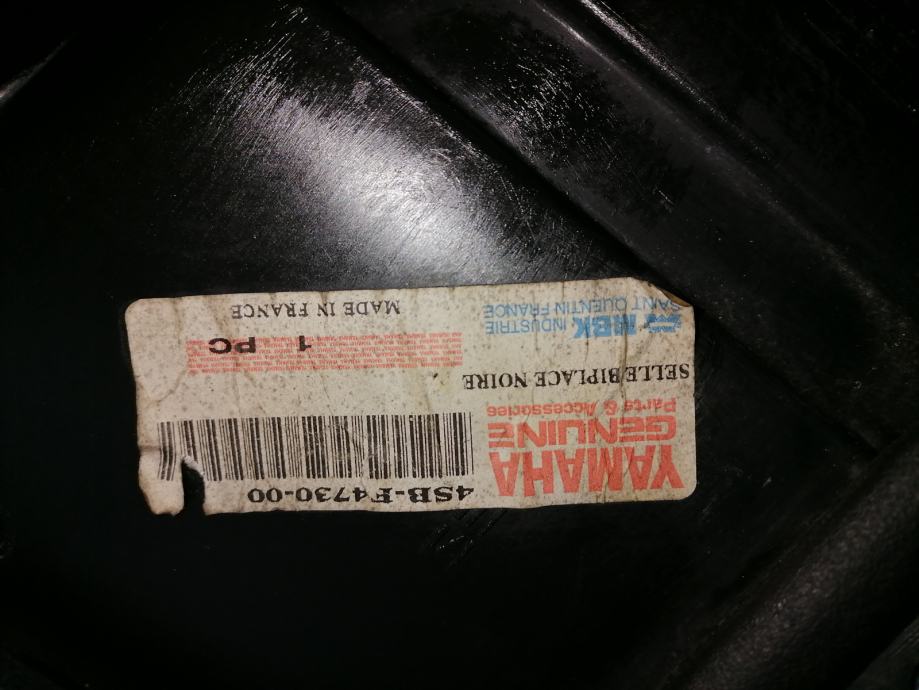 YAMAHA
GENUINE
Parts & Accessories
4SB-F4730-00
SELLE BIPLACE NOIRE
1 PC
MBK INDUSTRIE
SAINT QUENTIN FRANCE
MADE IN FRANCE